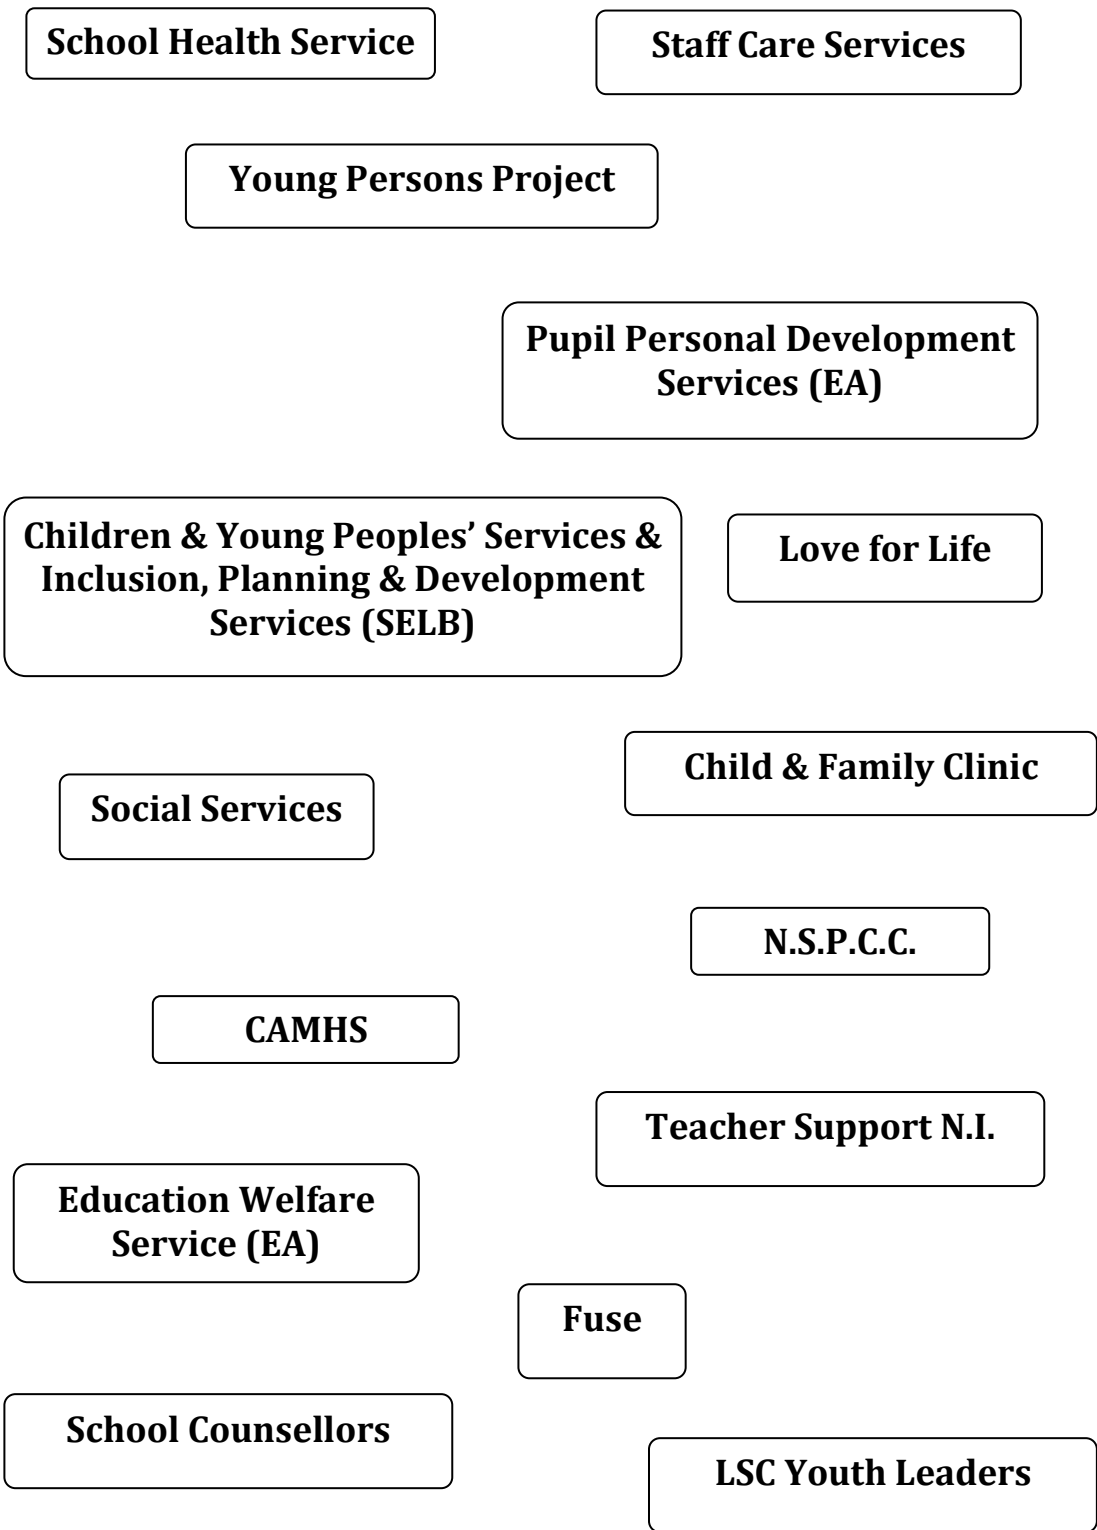 School Health Service
Staff Care Services
Young Persons Project
Pupil Personal Development
Services (EA)
Children & Young Peoples’ Services &
Inclusion, Planning & Development
Services (SELB)
Love for Life
Child & Family Clinic
Social Services
N.S.P.C.C.
CAMHS
Teacher Support N.I.
Education Welfare
Service (EA)
Fuse
School Counsellors
LSC Youth Leaders